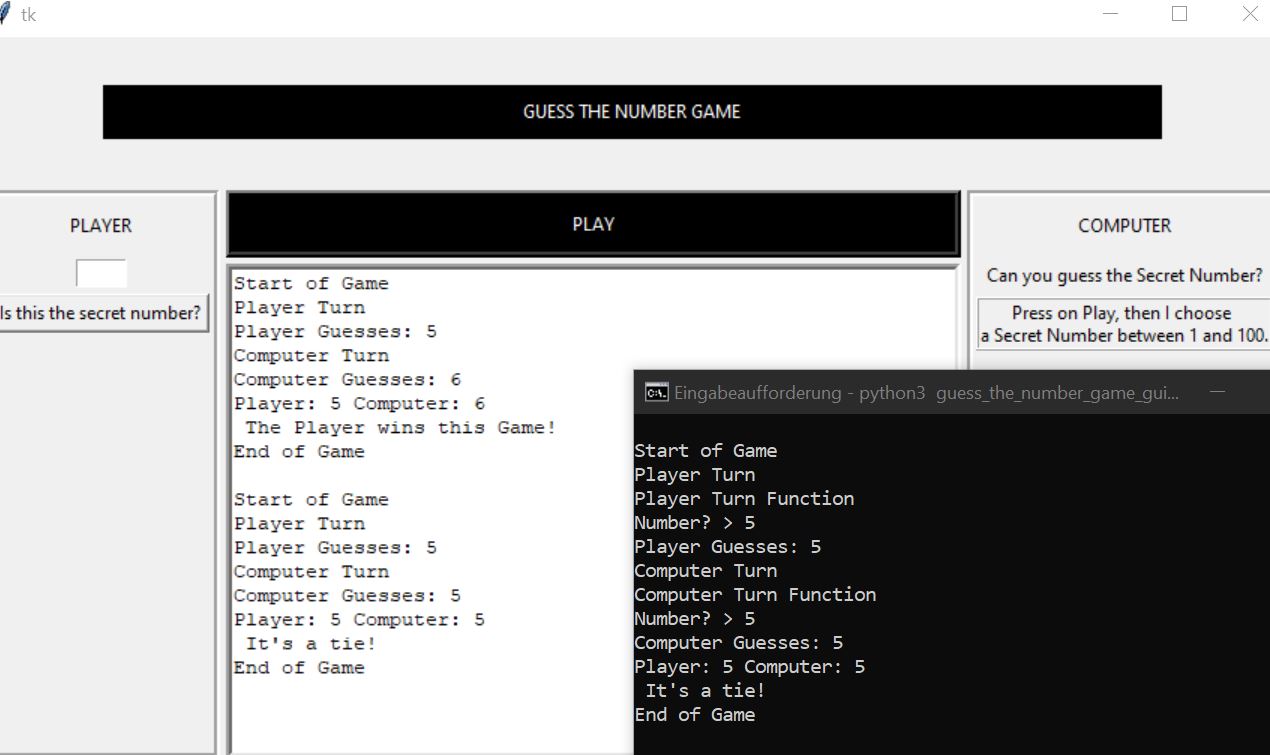 tk
GUESS THE NUMBER GAME
PLAYER
Is this the secret number?
PLAY
Start of Game
Player Turn
Player Guesses: 5
Computer Turn
Computer Guesses: 6
Player: 5 Computer: 6
The Player wins this Game!
End of Game
Start of Game
Player Turn
Player Guesses: 5
Computer Turn
Computer Guesses: 5
Player: 5 Computer: 5
It's a tie!
End of Game
COMPUTER
Can you guess the Secret Number?
Press on Play, then I choose
a Secret Number between 1 and 100.
Eingabeaufforderung - python3 guess_the_number_game_gui...
Start of Game
Player Turn
Player Turn Function
Number? > 5
Player Guesses: 5
Computer Turn
Computer Turn Function
Number? > 5
Computer Guesses: 5
Player: 5 Computer: 5
It's a tie!
End of Game